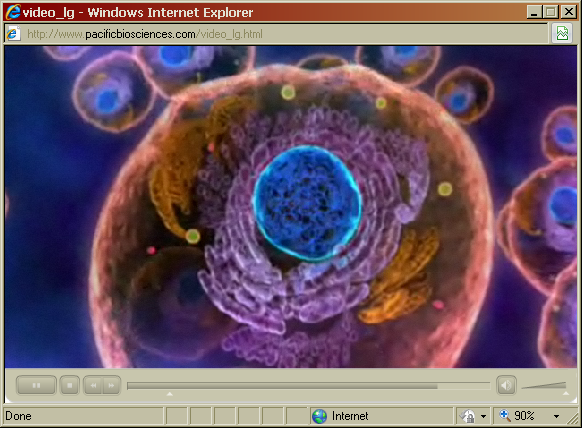 video_lg - Windows Internet Explorer
http://www.pacificbiosciences.com/video_lg.html
Done
Internet
90%